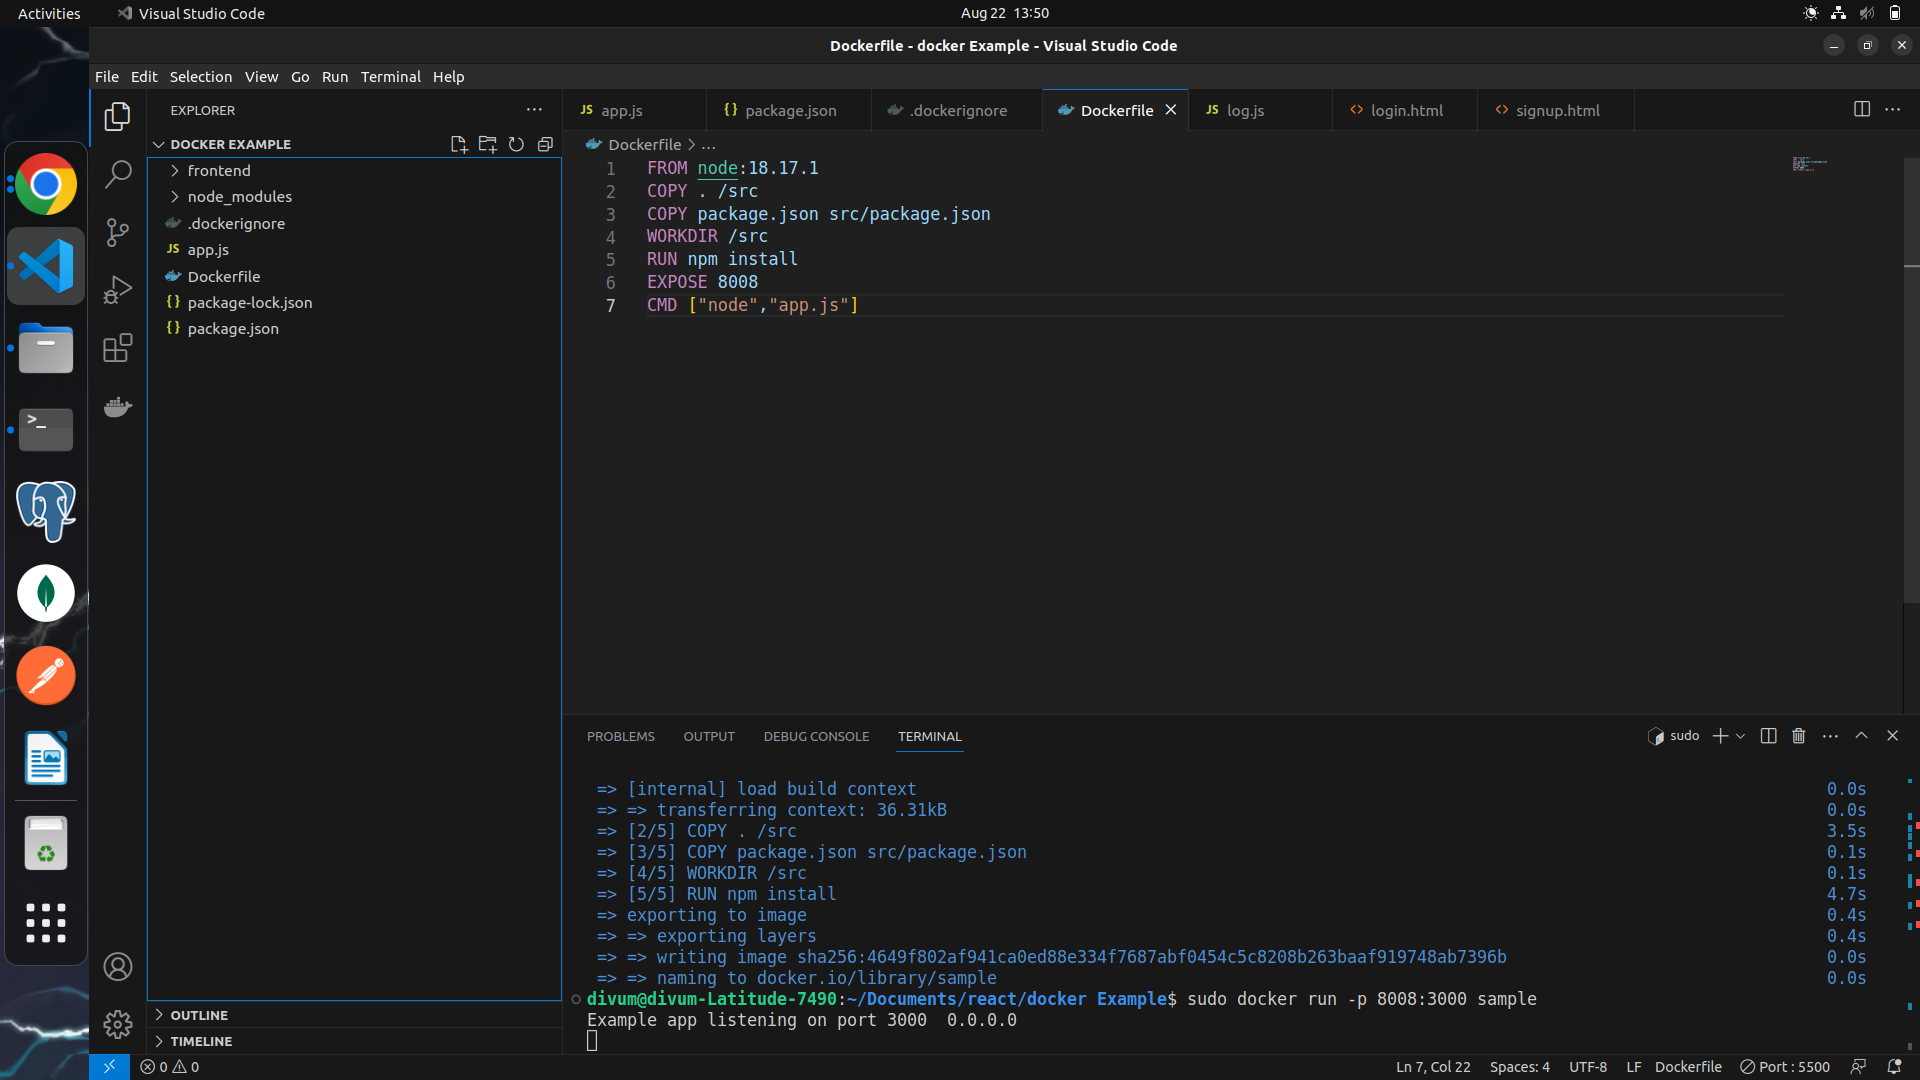 Activities
Visual Studio Code
Aug 22 13:50
Dockerfile - docker Example - Visual Studio Code
File Edit Selection View Go Run Terminal Help
EXPLORER
DOCKER EXAMPLE
frontend
node_modules
.dockerignore
JS app.js
Dockerfile
{} package-lock.json
{} package.json
OUTLINE
TIMELINE
JS app.js
{} package.json
.dockerignore
Dockerfile
JS log.js
<> login.html
<> signup.html
Dockerfile > ...
1 FROM node:18.17.1
2 COPY . /src
3 COPY package.json src/package.json
4 WORKDIR /src
5 RUN npm install
6 EXPOSE 8008
7 CMD ["node","app.js"]
PROBLEMS OUTPUT DEBUG CONSOLE TERMINAL
sudo
=> [internal] load build context 0.0s
=> => transferring context: 36.31kB 0.0s
=> [2/5] COPY . /src 3.5s
=> [3/5] COPY package.json src/package.json 0.1s
=> [4/5] WORKDIR /src 0.1s
=> [5/5] RUN npm install 4.7s
=> exporting to image 0.4s
=> => exporting layers 0.4s
=> => writing image sha256:4649f802af941ca0ed88e334f7687abf0454c5c8208b263baaf919748ab7396b 0.0s
=> => naming to docker.io/library/sample 0.0s
divum@divum-Latitude-7490:~/Documents/react/docker Example$ sudo docker run -p 8008:3000 sample
Example app listening on port 3000 0.0.0.0
0 0
Ln 7, Col 22 Spaces: 4 UTF-8 LF Dockerfile Port : 5500